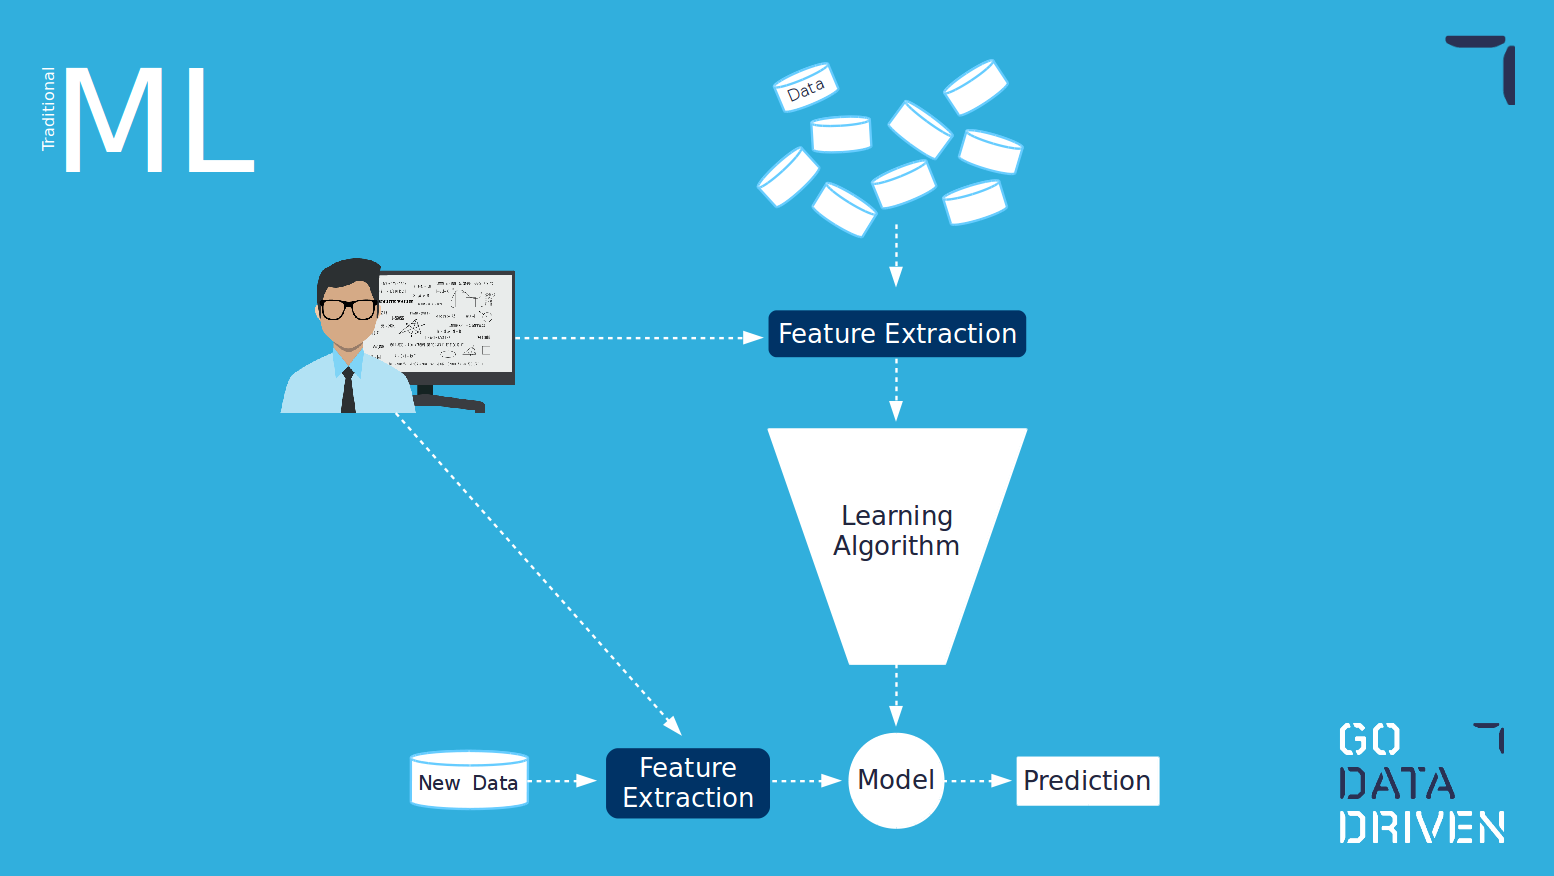 Traditional
ML
Data
Feature Extraction
Learning
Algorithm
New Data
Feature
Extraction
Model
Prediction
GO
DATA
DRIVEN